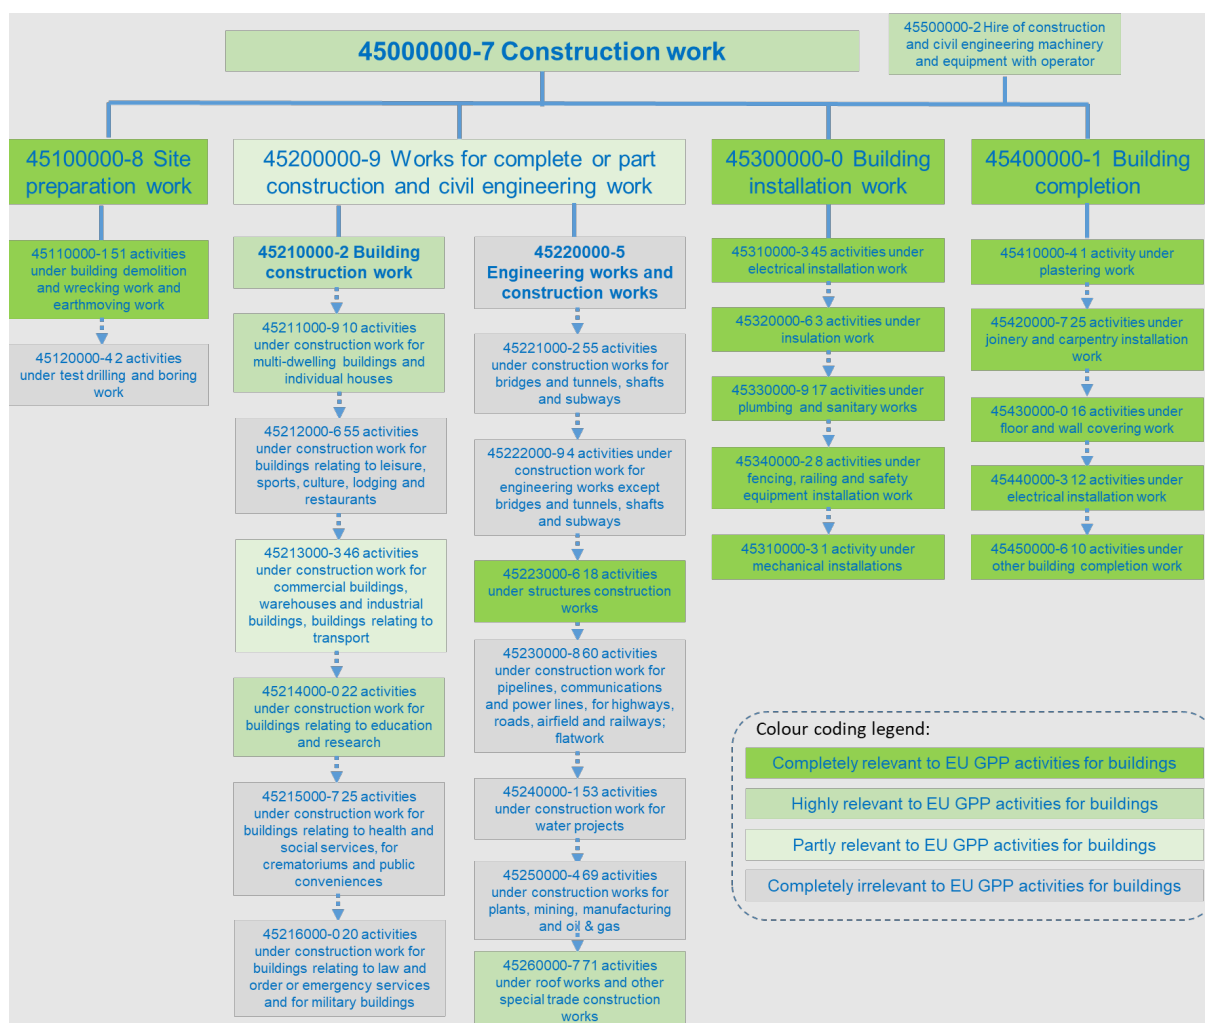 45000000-7 Construction work
45500000-2 Hire of construction
and civil engineering machinery
and equipment with operator
45100000-8 Site
preparation work
45200000-9 Works for complete or part
construction and civil engineering work
45300000-0 Building
installation work
45400000-1 Building
completion
45110000-1 51 activities
under building demolition
and wrecking work and
earthmoving work
45120000-4 2 activities
under test drilling and boring
work
45210000-2 Building
construction work
45211000-9 10 activities
under construction work for
multi-dwelling buildings and
individual houses
45212000-6 55 activities
under construction work for
buildings relating to leisure,
sports, culture, lodging and
restaurants
45213000-3 46 activities
under construction work for
commercial buildings,
warehouses and industrial
buildings, buildings relating to
transport
45214000-0 22 activities
under construction work for
buildings relating to education
and research
45215000-7 25 activities
under construction work for
buildings relating to health and
social services, for
crematoriums and public
conveniences
45216000-0 20 activities
under construction work for
buildings relating to law and
order or emergency services
and for military buildings
45220000-5
Engineering works and
construction works
45221000-2 55 activities
under construction works for
bridges and tunnels, shafts
and subways
45222000-9 4 activities under
construction work for
engineering works except
bridges and tunnels, shafts
and subways
45223000-6 18 activities
under structures construction
works
45230000-8 60 activities
under construction work for
pipelines, communications
and power lines, for highways,
roads, airfield and railways;
flatwork
45240000-1 53 activities
under construction work for
water projects
45250000-4 69 activities
under construction works for
plants, mining, manufacturing
and oil & gas
45260000-7 71 activities
under roof works and other
special trade construction
works
45310000-3 45 activities under
electrical installation work
45320000-6 3 activities under
insulation work
45330000-9 17 activities under
plumbing and sanitary works
45340000-2 8 activities under
fencing, railing and safety
equipment installation work
45310000-3 1 activity under
mechanical installations
45410000-4 1 activity under
plastering work
45420000-7 25 activities under
joinery and carpentry installation
work
45430000-0 16 activities under
floor and wall covering work
45440000-3 12 activities under
electrical installation work
45450000-6 10 activities under
other building completion work
Colour coding legend:
Completely relevant to EU GPP activities for buildings
Highly relevant to EU GPP activities for buildings
Partly relevant to EU GPP activities for buildings
Completely irrelevant to EU GPP activities for buildings